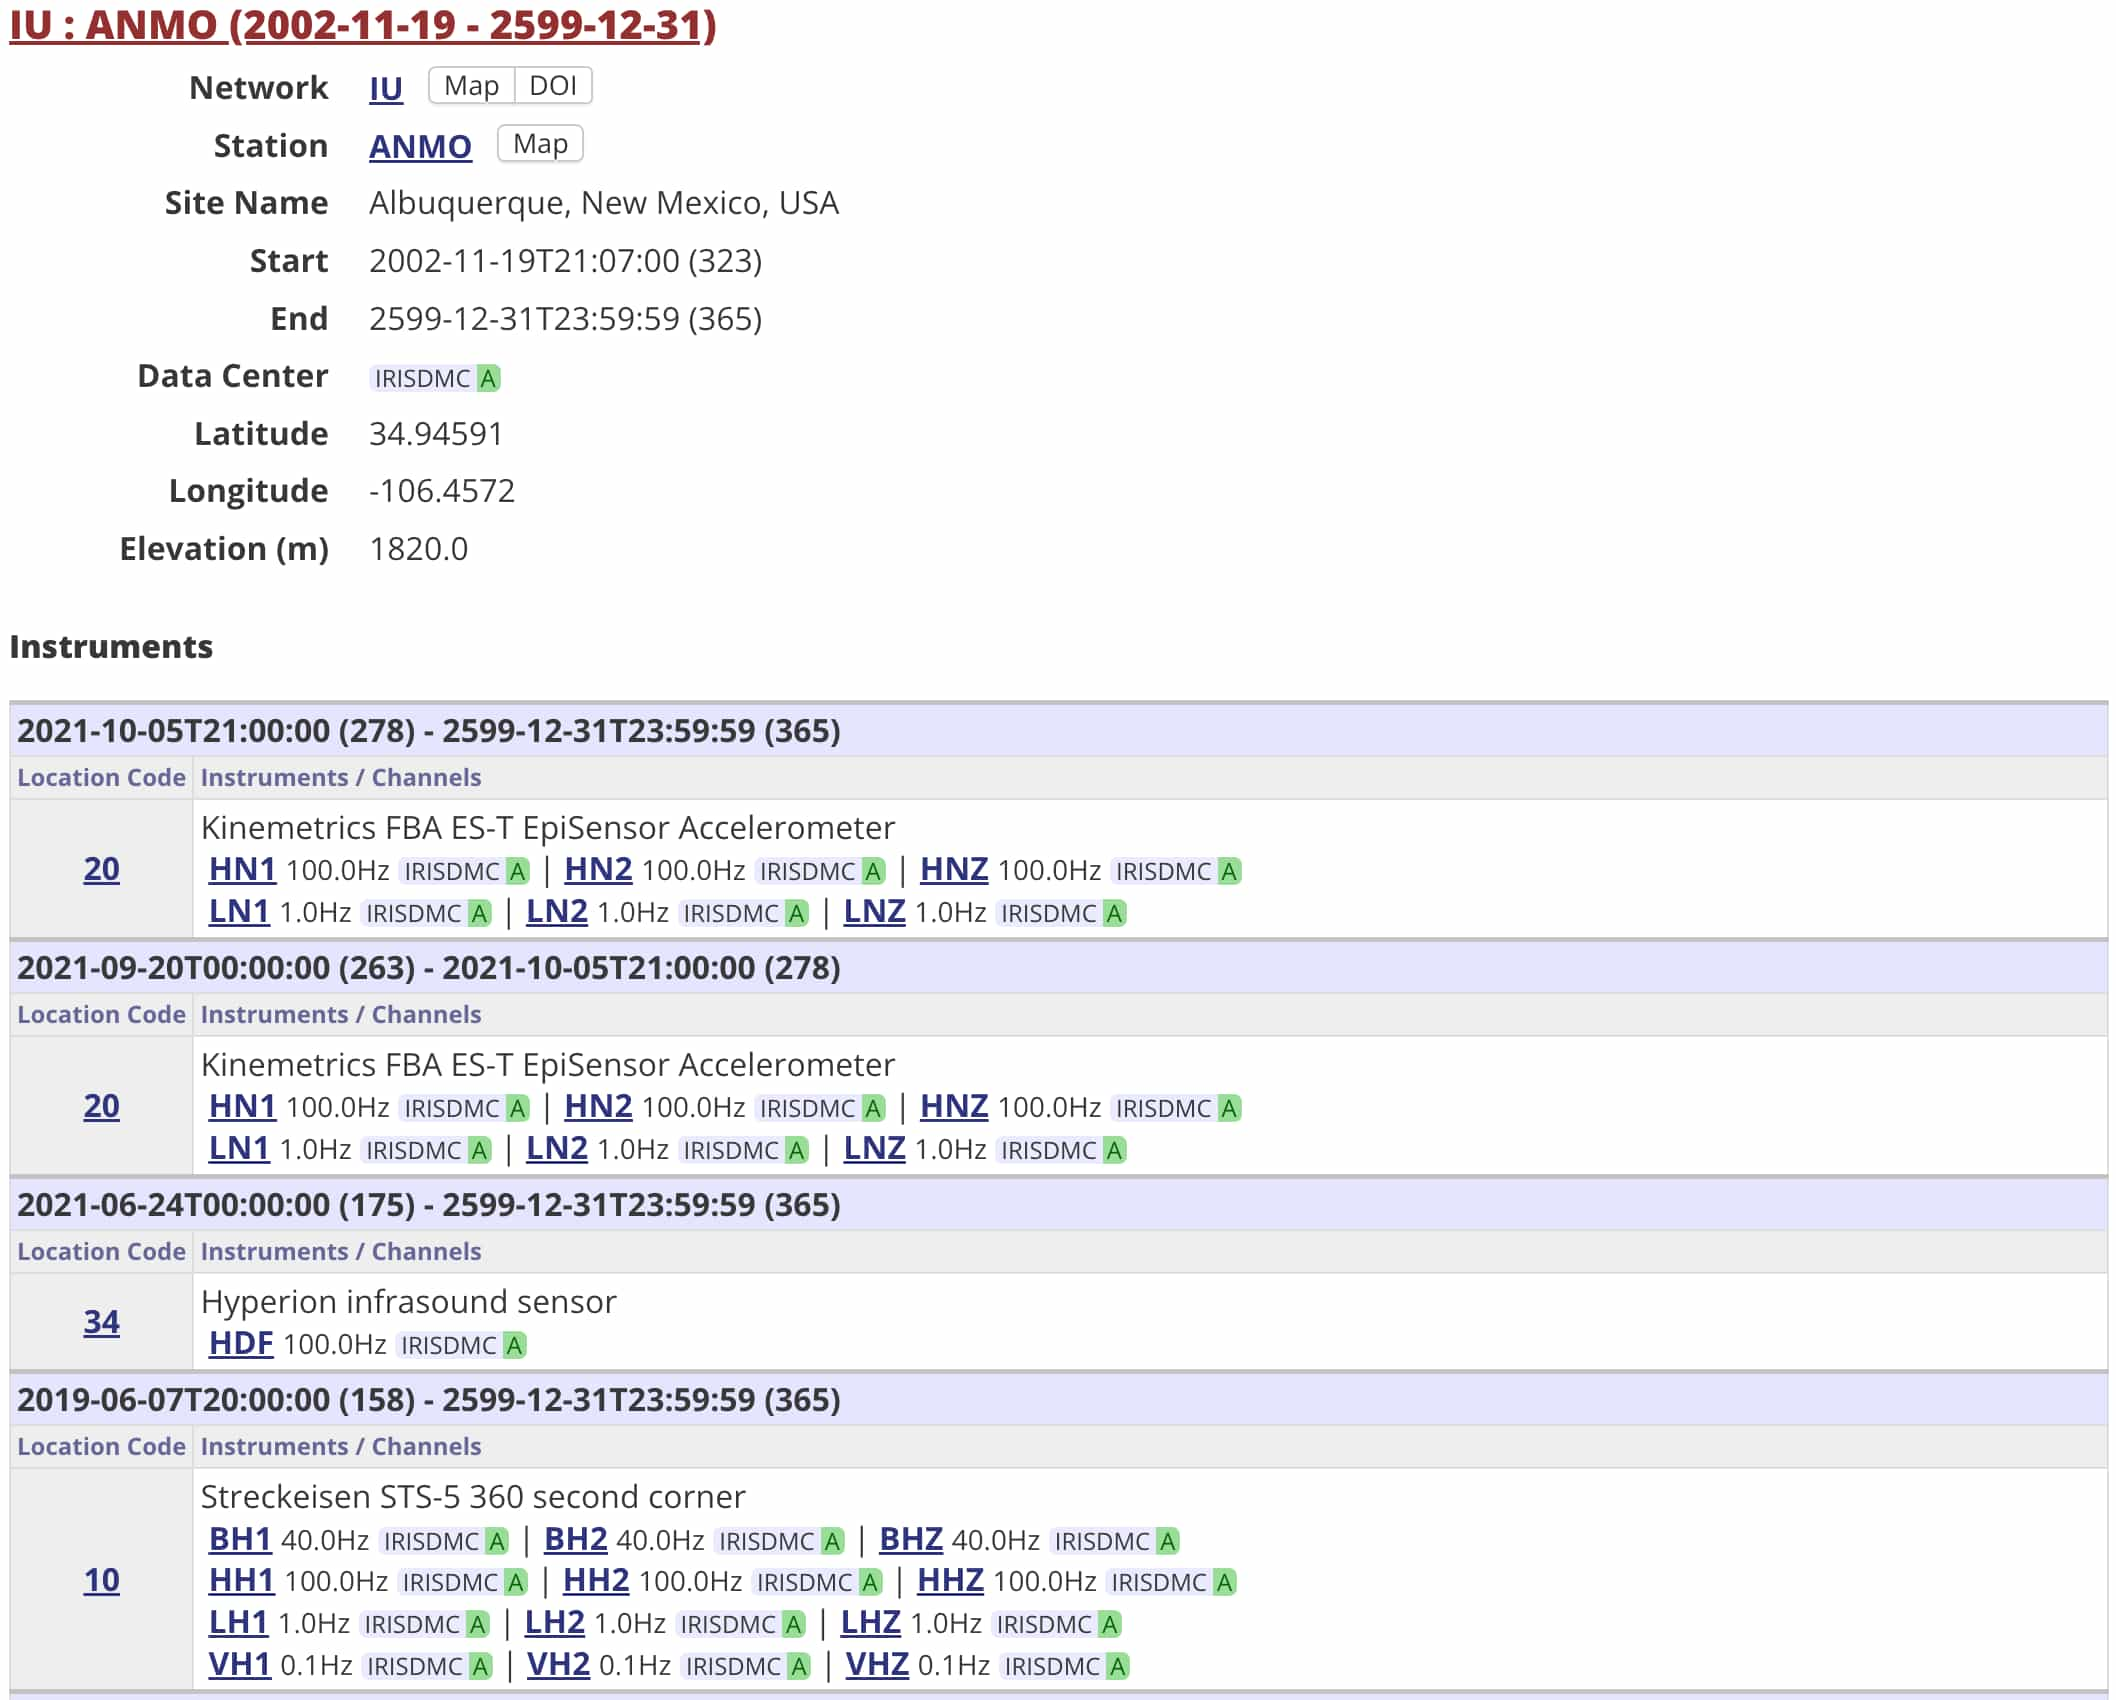 IU : ANMO (2002-11-19 - 2599-12-31)
Network IU Map DOI
Station ANMO Map
Site Name Albuquerque, New Mexico, USA
Start 2002-11-19T21:07:00 (323)
End 2599-12-31T23:59:59 (365)
Data Center IRISDMC A
Latitude 34.94591
Longitude -106.4572
Elevation (m) 1820.0
Instruments
2021-10-05T21:00:00 (278) - 2599-12-31T23:59:59 (365)
Location Code Instruments / Channels
Kinemetrics FBA ES-T EpiSensor Accelerometer
20 HN1 100.0Hz IRISDMC A | HN2 100.0Hz IRISDMC A | HNZ 100.0Hz IRISDMC A
LN1 1.0Hz IRISDMC A | LN2 1.0Hz IRISDMC A | LNZ 1.0Hz IRISDMC A
2021-09-20T00:00:00 (263) - 2021-10-05T21:00:00 (278)
Location Code Instruments / Channels
Kinemetrics FBA ES-T EpiSensor Accelerometer
20 HN1 100.0Hz IRISDMC A | HN2 100.0Hz IRISDMC A | HNZ 100.0Hz IRISDMC A
LN1 1.0Hz IRISDMC A | LN2 1.0Hz IRISDMC A | LNZ 1.0Hz IRISDMC A
2021-06-24T00:00:00 (175) - 2599-12-31T23:59:59 (365)
Location Code Instruments / Channels
Hyperion infrasound sensor
34 HDF 100.0Hz IRISDMC A
2019-06-07T20:00:00 (158) - 2599-12-31T23:59:59 (365)
Location Code Instruments / Channels
Streckeisen STS-5 360 second corner
BH1 40.0Hz IRISDMC A | BH2 40.0Hz IRISDMC A | BHZ 40.0Hz IRISDMC A
10 HH1 100.0Hz IRISDMC A | HH2 100.0Hz IRISDMC A | HHZ 100.0Hz IRISDMC A
LH1 1.0Hz IRISDMC A | LH2 1.0Hz IRISDMC A | LHZ 1.0Hz IRISDMC A
VH1 0.1Hz IRISDMC A | VH2 0.1Hz IRISDMC A | VHZ 0.1Hz IRISDMC A